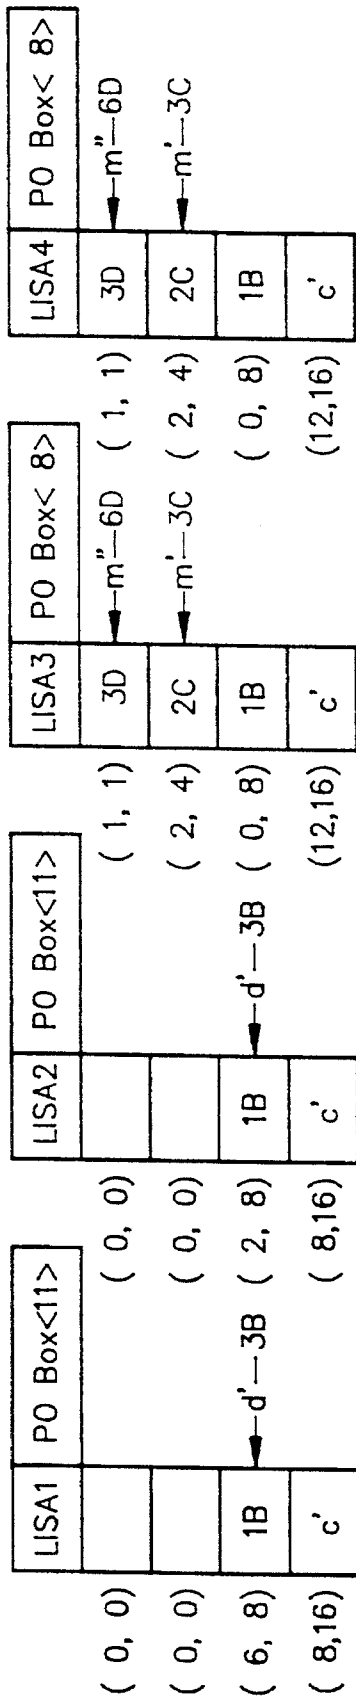 LISA1 PO Box<11> LISA2 PO Box<11> LISA3 PO Box< 8> LISA4 PO Box< 8>
( 0, 0) ( 0, 0) ( 1, 1) 3D m"—6D ( 1, 1) 3D m"—6D
( 0, 0) ( 0, 0) ( 2, 4) 2C m'—3C ( 2, 4) 2C m'—3C
( 6, 8) 1B d'—3B ( 2, 8) 1B d'—3B ( 0, 8) 1B ( 0, 8) 1B
( 8,16) c' ( 8,16) c' (12,16) c' (12,16) c'